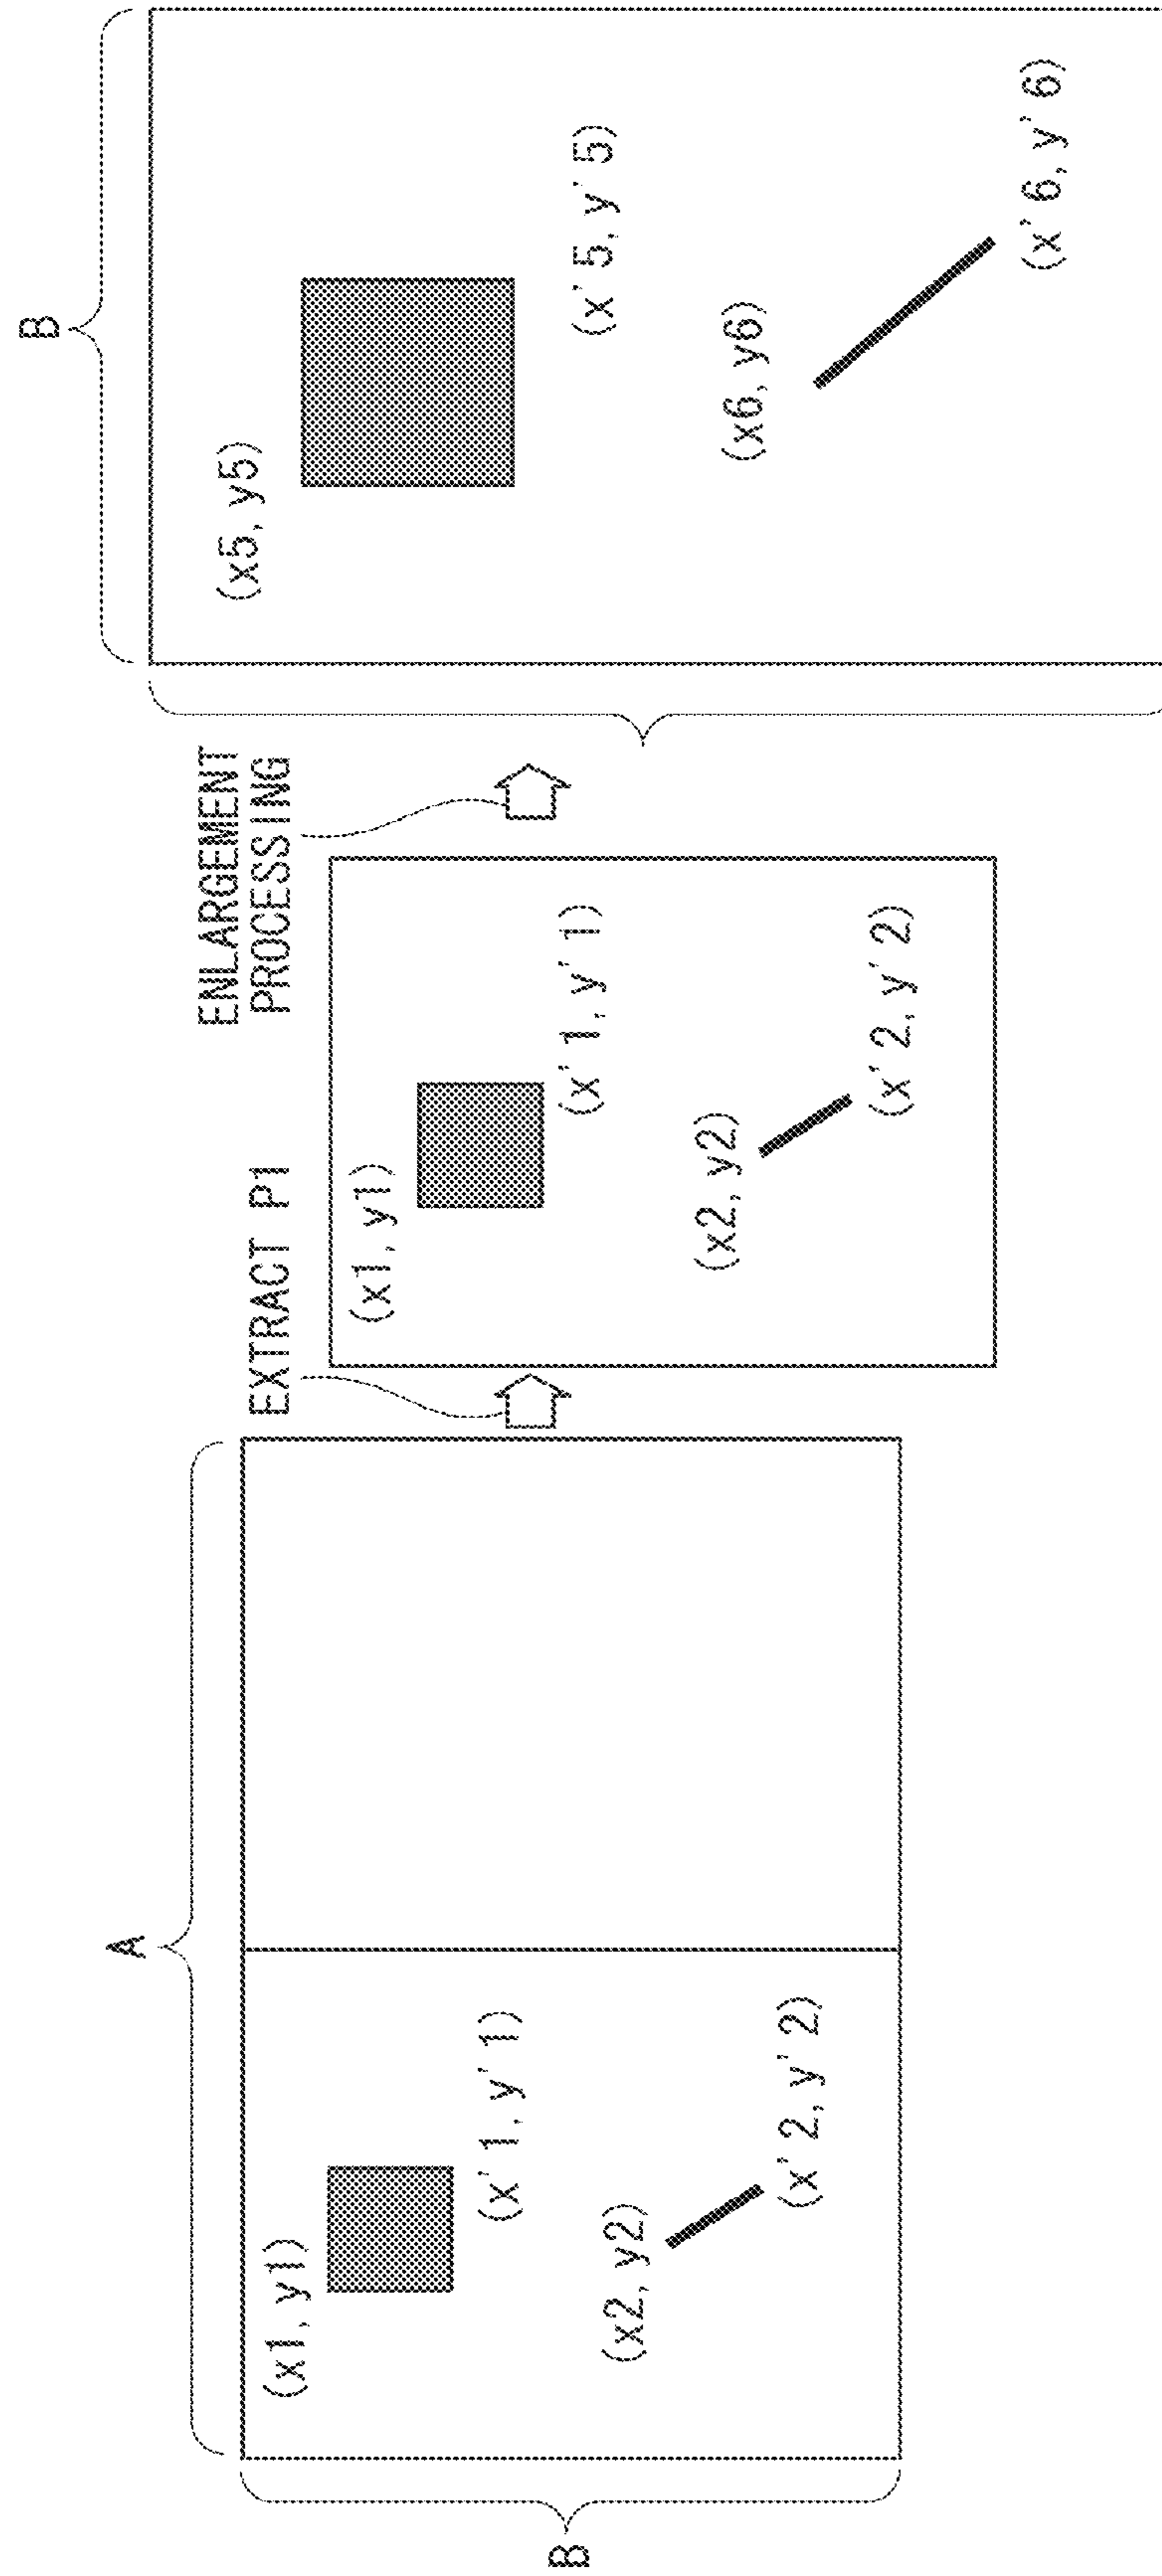 A
B
(x1, y1)
(x' 1, y' 1)
(x2, y2)
(x' 2, y' 2)
EXTRACT P1
(x1, y1)
(x' 1, y' 1)
(x2, y2)
(x' 2, y' 2)
ENLARGEMENT
PROCESSING
B
(x5, y5)
(x' 5, y' 5)
(x6, y6)
(x' 6, y' 6)